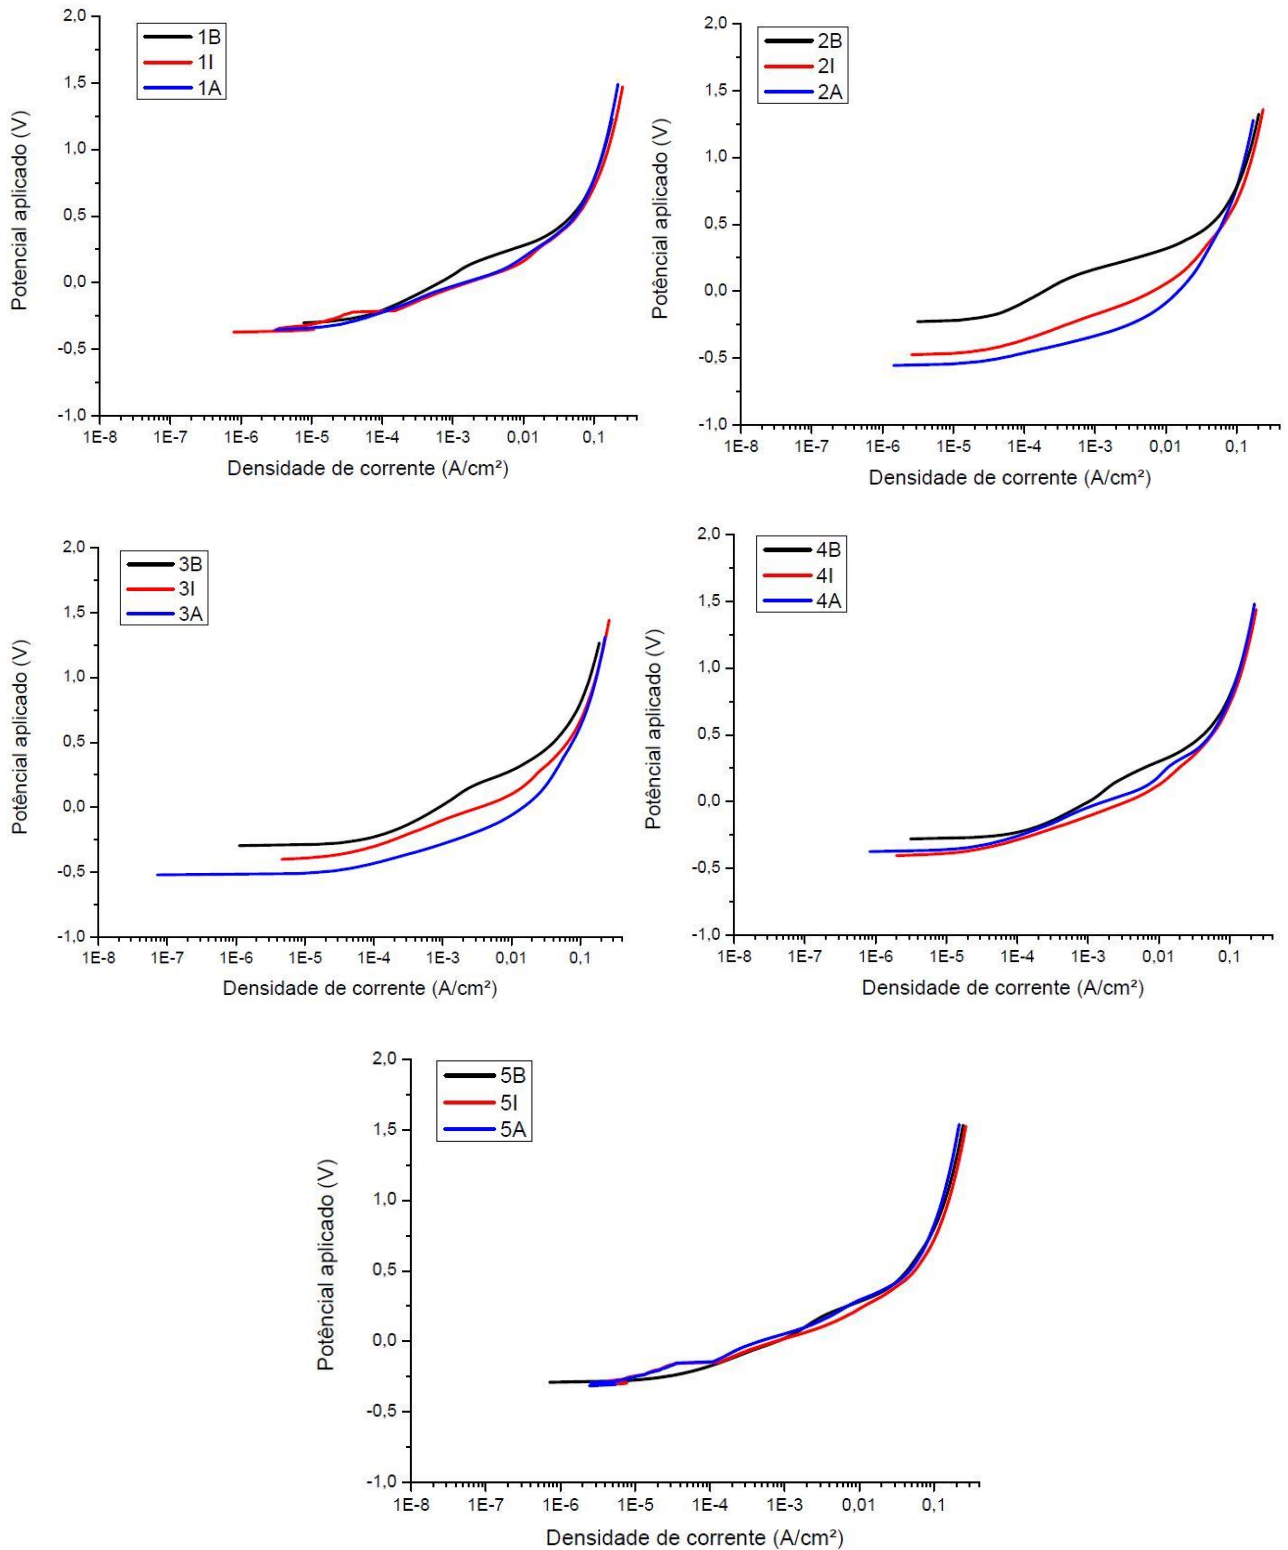 2,0
1,5
1,0
0,5
0,0
-0,5
-1,0
Potencial aplicado (V)
1B
1I
1A
1E-8 1E-7 1E-6 1E-5 1E-4 1E-3 0,01 0,1
Densidade de corrente (A/cm²)
2,0
1,5
1,0
0,5
0,0
-0,5
-1,0
Potêncial aplicado (V)
2B
2I
2A
1E-8 1E-7 1E-6 1E-5 1E-4 1E-3 0,01 0,1
Densidade de corrente (A/cm²)
2,0
1,5
1,0
0,5
0,0
-0,5
-1,0
Potêncial aplicado (V)
3B
3I
3A
1E-8 1E-7 1E-6 1E-5 1E-4 1E-3 0,01 0,1
Densidade de corrente (A/cm²)
2,0
1,5
1,0
0,5
0,0
-0,5
-1,0
Potêncial aplicado (V)
4B
4I
4A
1E-8 1E-7 1E-6 1E-5 1E-4 1E-3 0,01 0,1
Densidade de corrente (A/cm²)
2,0
1,5
1,0
0,5
0,0
-0,5
-1,0
Potêncial aplicado (V)
5B
5I
5A
1E-8 1E-7 1E-6 1E-5 1E-4 1E-3 0,01 0,1
Densidade de corrente (A/cm²)